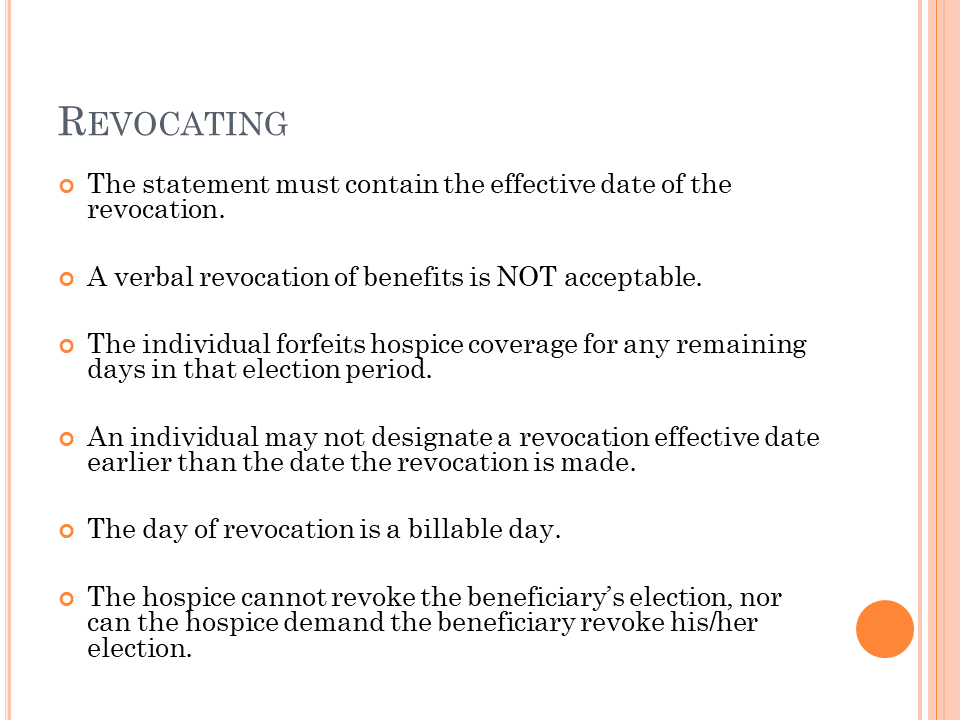 REVOCATING
The statement must contain the effective date of the
revocation.
A verbal revocation of benefits is NOT acceptable.
The individual forfeits hospice coverage for any remaining
days in that election period.
An individual may not designate a revocation effective date
earlier than the date the revocation is made.
The day of revocation is a billable day.
The hospice cannot revoke the beneficiary’s election, nor
can the hospice demand the beneficiary revoke his/her
election.